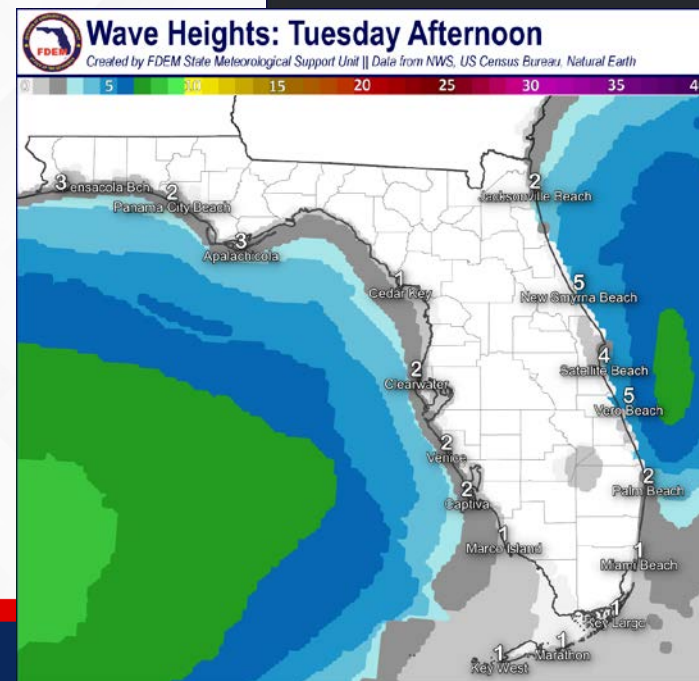 FDEM
Wave Heights: Tuesday Afternoon
Created by FDEM State Meteorological Support Unit || Data from NWS, US Census Bureau, Natural Earth
0 5 10 15 20 25 30 35
3
Pensacola Bch
2
Panama City Beach
3
Apalachicola
2
Jacksonville Beach
1
Cedar Key
5
New Smyrna Beach
2
Clearwater
4
Satellite Beach
5
Vero Beach
2
Venice
2
Captiva
2
Palm Beach
1
Marco Island
1
Miami Beach
1
Key Largo
1
Marathon
1
Key West